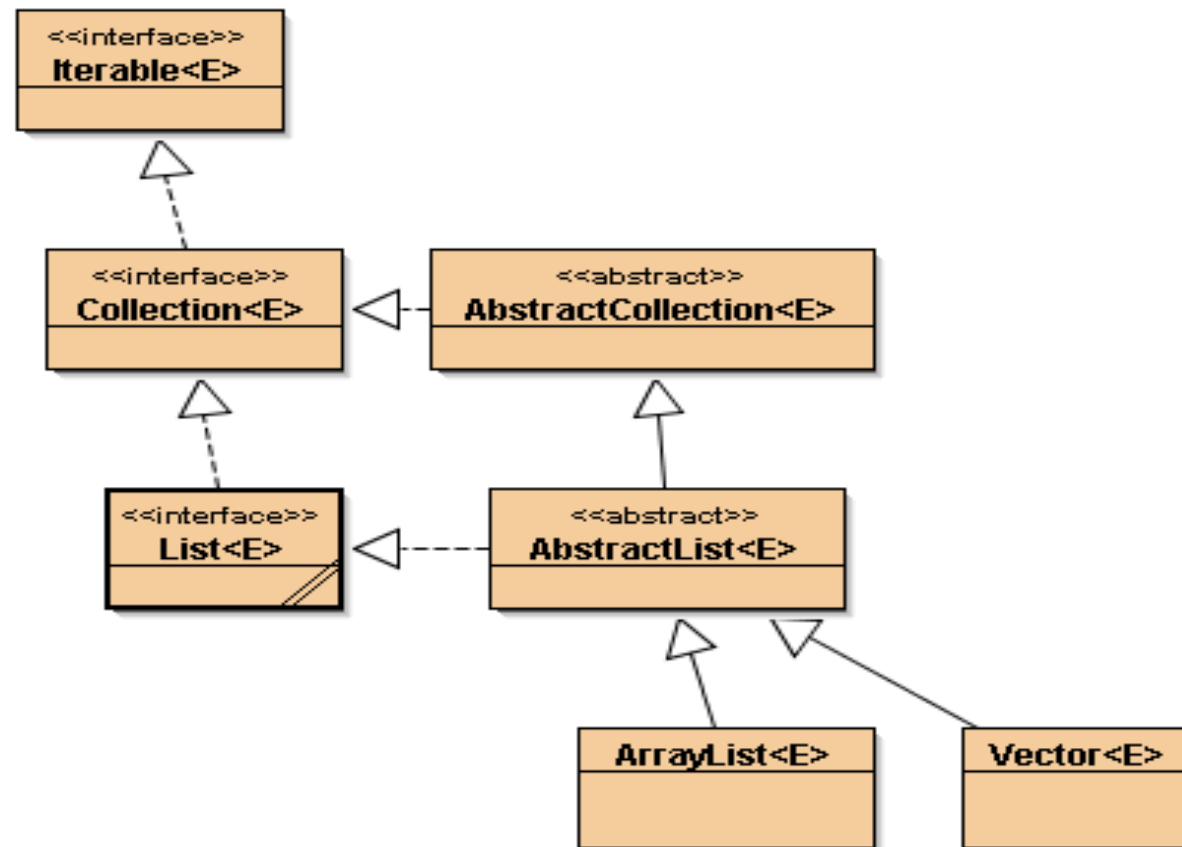 <<interface>>
Iterable<E>
<<interface>>
Collection<E>
<<abstract>>
AbstractCollection<E>
<<interface>>
List<E>
<<abstract>>
AbstractList<E>
ArrayList<E>
Vector<E>